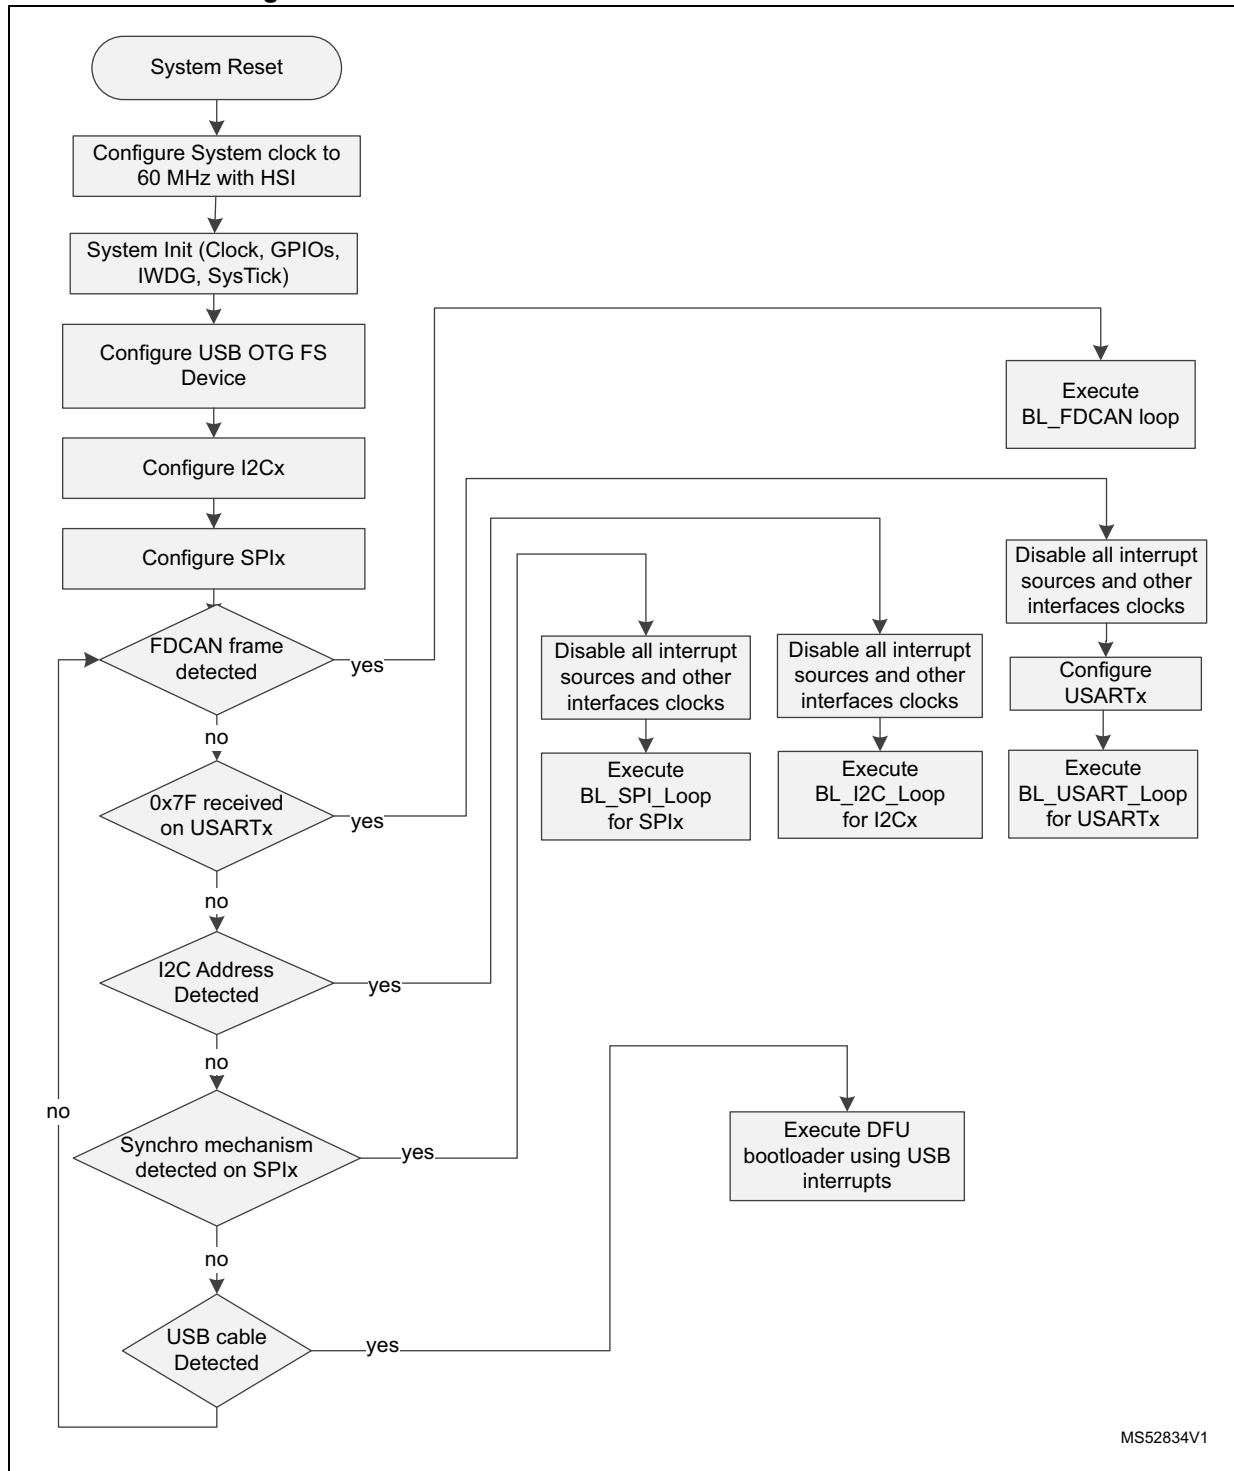 System Reset
Configure System clock to
60 MHz with HSI
System Init (Clock, GPIOs,
IWDG, SysTick)
Configure USB OTG FS
Device
Configure I2Cx
Configure SPIx
FDCAN frame
detected
yes
no
0x7F received
on USARTx
yes
no
I2C Address
Detected
yes
no
Synchro mechanism
detected on SPIx
yes
no
USB cable
Detected
yes
no
Execute
BL_FDCAN loop
Disable all interrupt
sources and other
interfaces clocks
Execute
BL_SPI_Loop
for SPIx
Disable all interrupt
sources and other
interfaces clocks
Execute
BL_I2C_Loop
for I2Cx
Disable all interrupt
sources and other
interfaces clocks
Configure
USARTx
Execute
BL_USART_Loop
for USARTx
Execute DFU
bootloader using USB
interrupts
MS52834V1